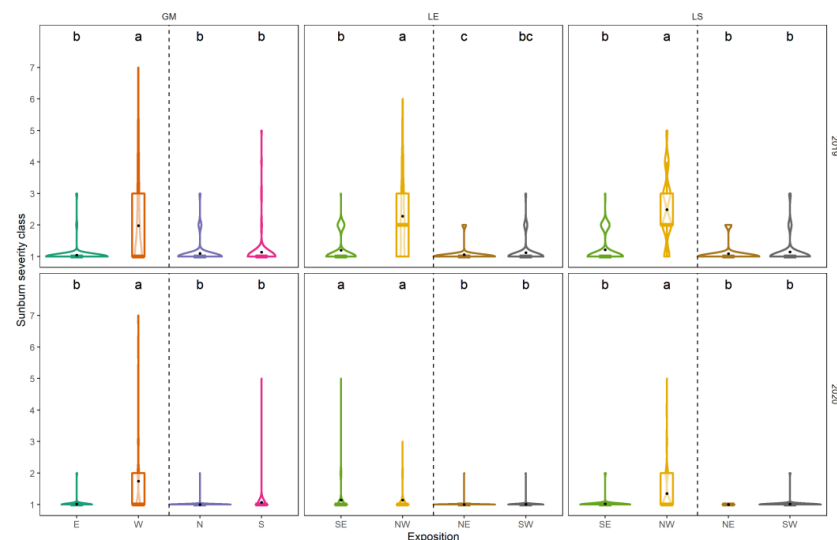 GM LE LS
b a b b b a c bc b a b b
7
6
5
4
3
2
1
2019
Sunburn severity class
b a b b a a b b b a b b
7
6
5
4
3
2
1
2020
E W N S SE NW NE SW SE NW NE SW
Exposition